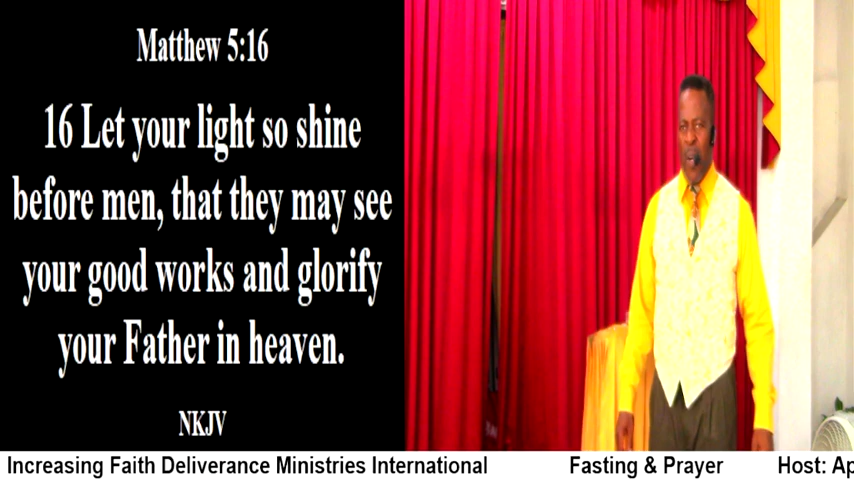 Matthew 5:16
16 Let your light so shine
before men, that they may see
your good works and glorify
your Father in heaven.
NKJV
Increasing Faith Deliverance Ministries International Fasting & Prayer Host: Ap